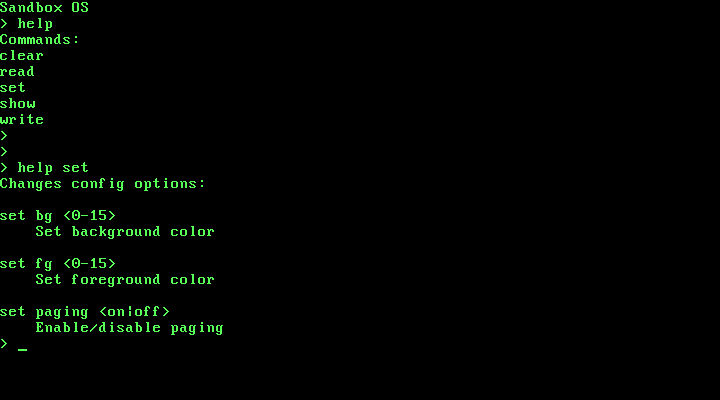 Sandbox OS
> help
Commands:
clear
read
set
show
write
>
>
> help set
Changes config options:

set bg <0-15>
    Set background color

set fg <0-15>
    Set foreground color

set paging <on|off>
    Enable/disable paging
> _